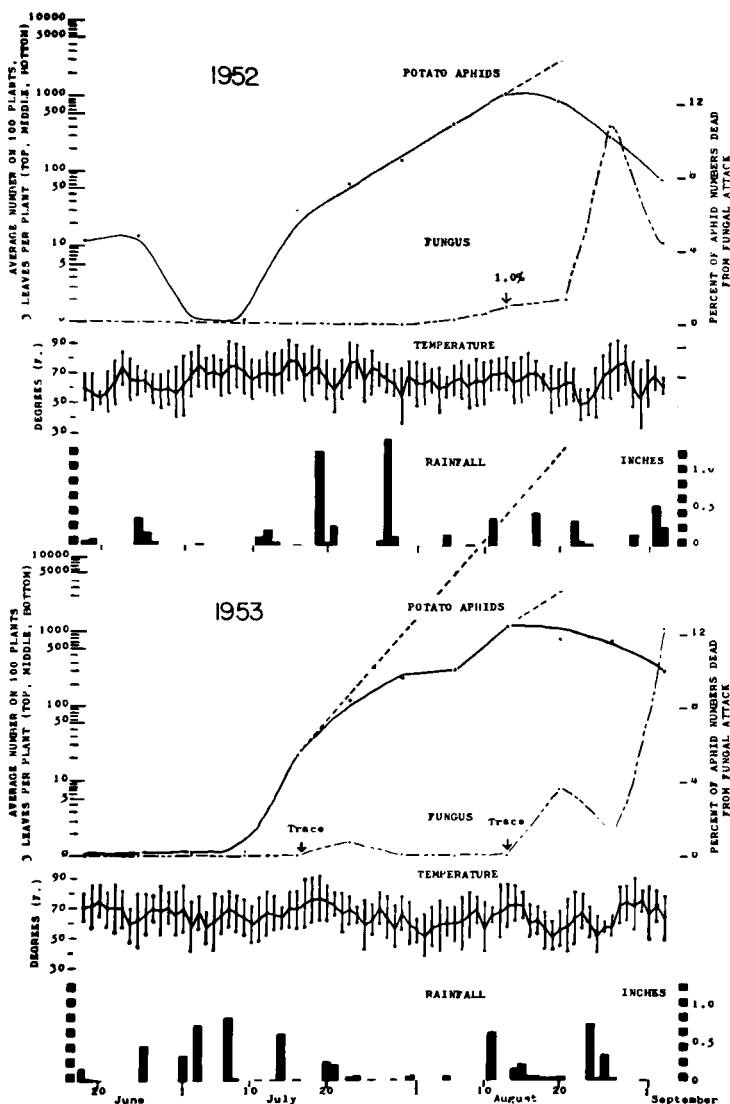 10000
5000
1952
POTATO APHIDS
1000
500
12
100
50
8
10
5
FUNGUS
4
1.0%
0
0
AVERAGE NUMBER ON 100 PLANTS,
3 LEAVES PER PLANT (TOP, MIDDLE, BOTTOM)
PERCENT OF APHID NUMBERS DEAD
FROM FUNGAL ATTACK
TEMPERATURE
90
70
50
30
DEGREES (F.)
RAINFALL
INCHES
1.0
0.5
0
10000
5000
1953
POTATO APHIDS
1000
500
12
100
50
8
10
5
4
Trace
FUNGUS
Trace
0
0
AVERAGE NUMBER ON 100 PLANTS
3 LEAVES PER PLANT (TOP, MIDDLE, BOTTOM)
PERCENT OF APHID NUMBERS DEAD
FROM FUNGAL ATTACK
TEMPERATURE
90
70
50
30
DEGREES (F.)
RAINFALL
INCHES
1.0
0.5
0
20 1 10 20 1 10 20 1
June July August September